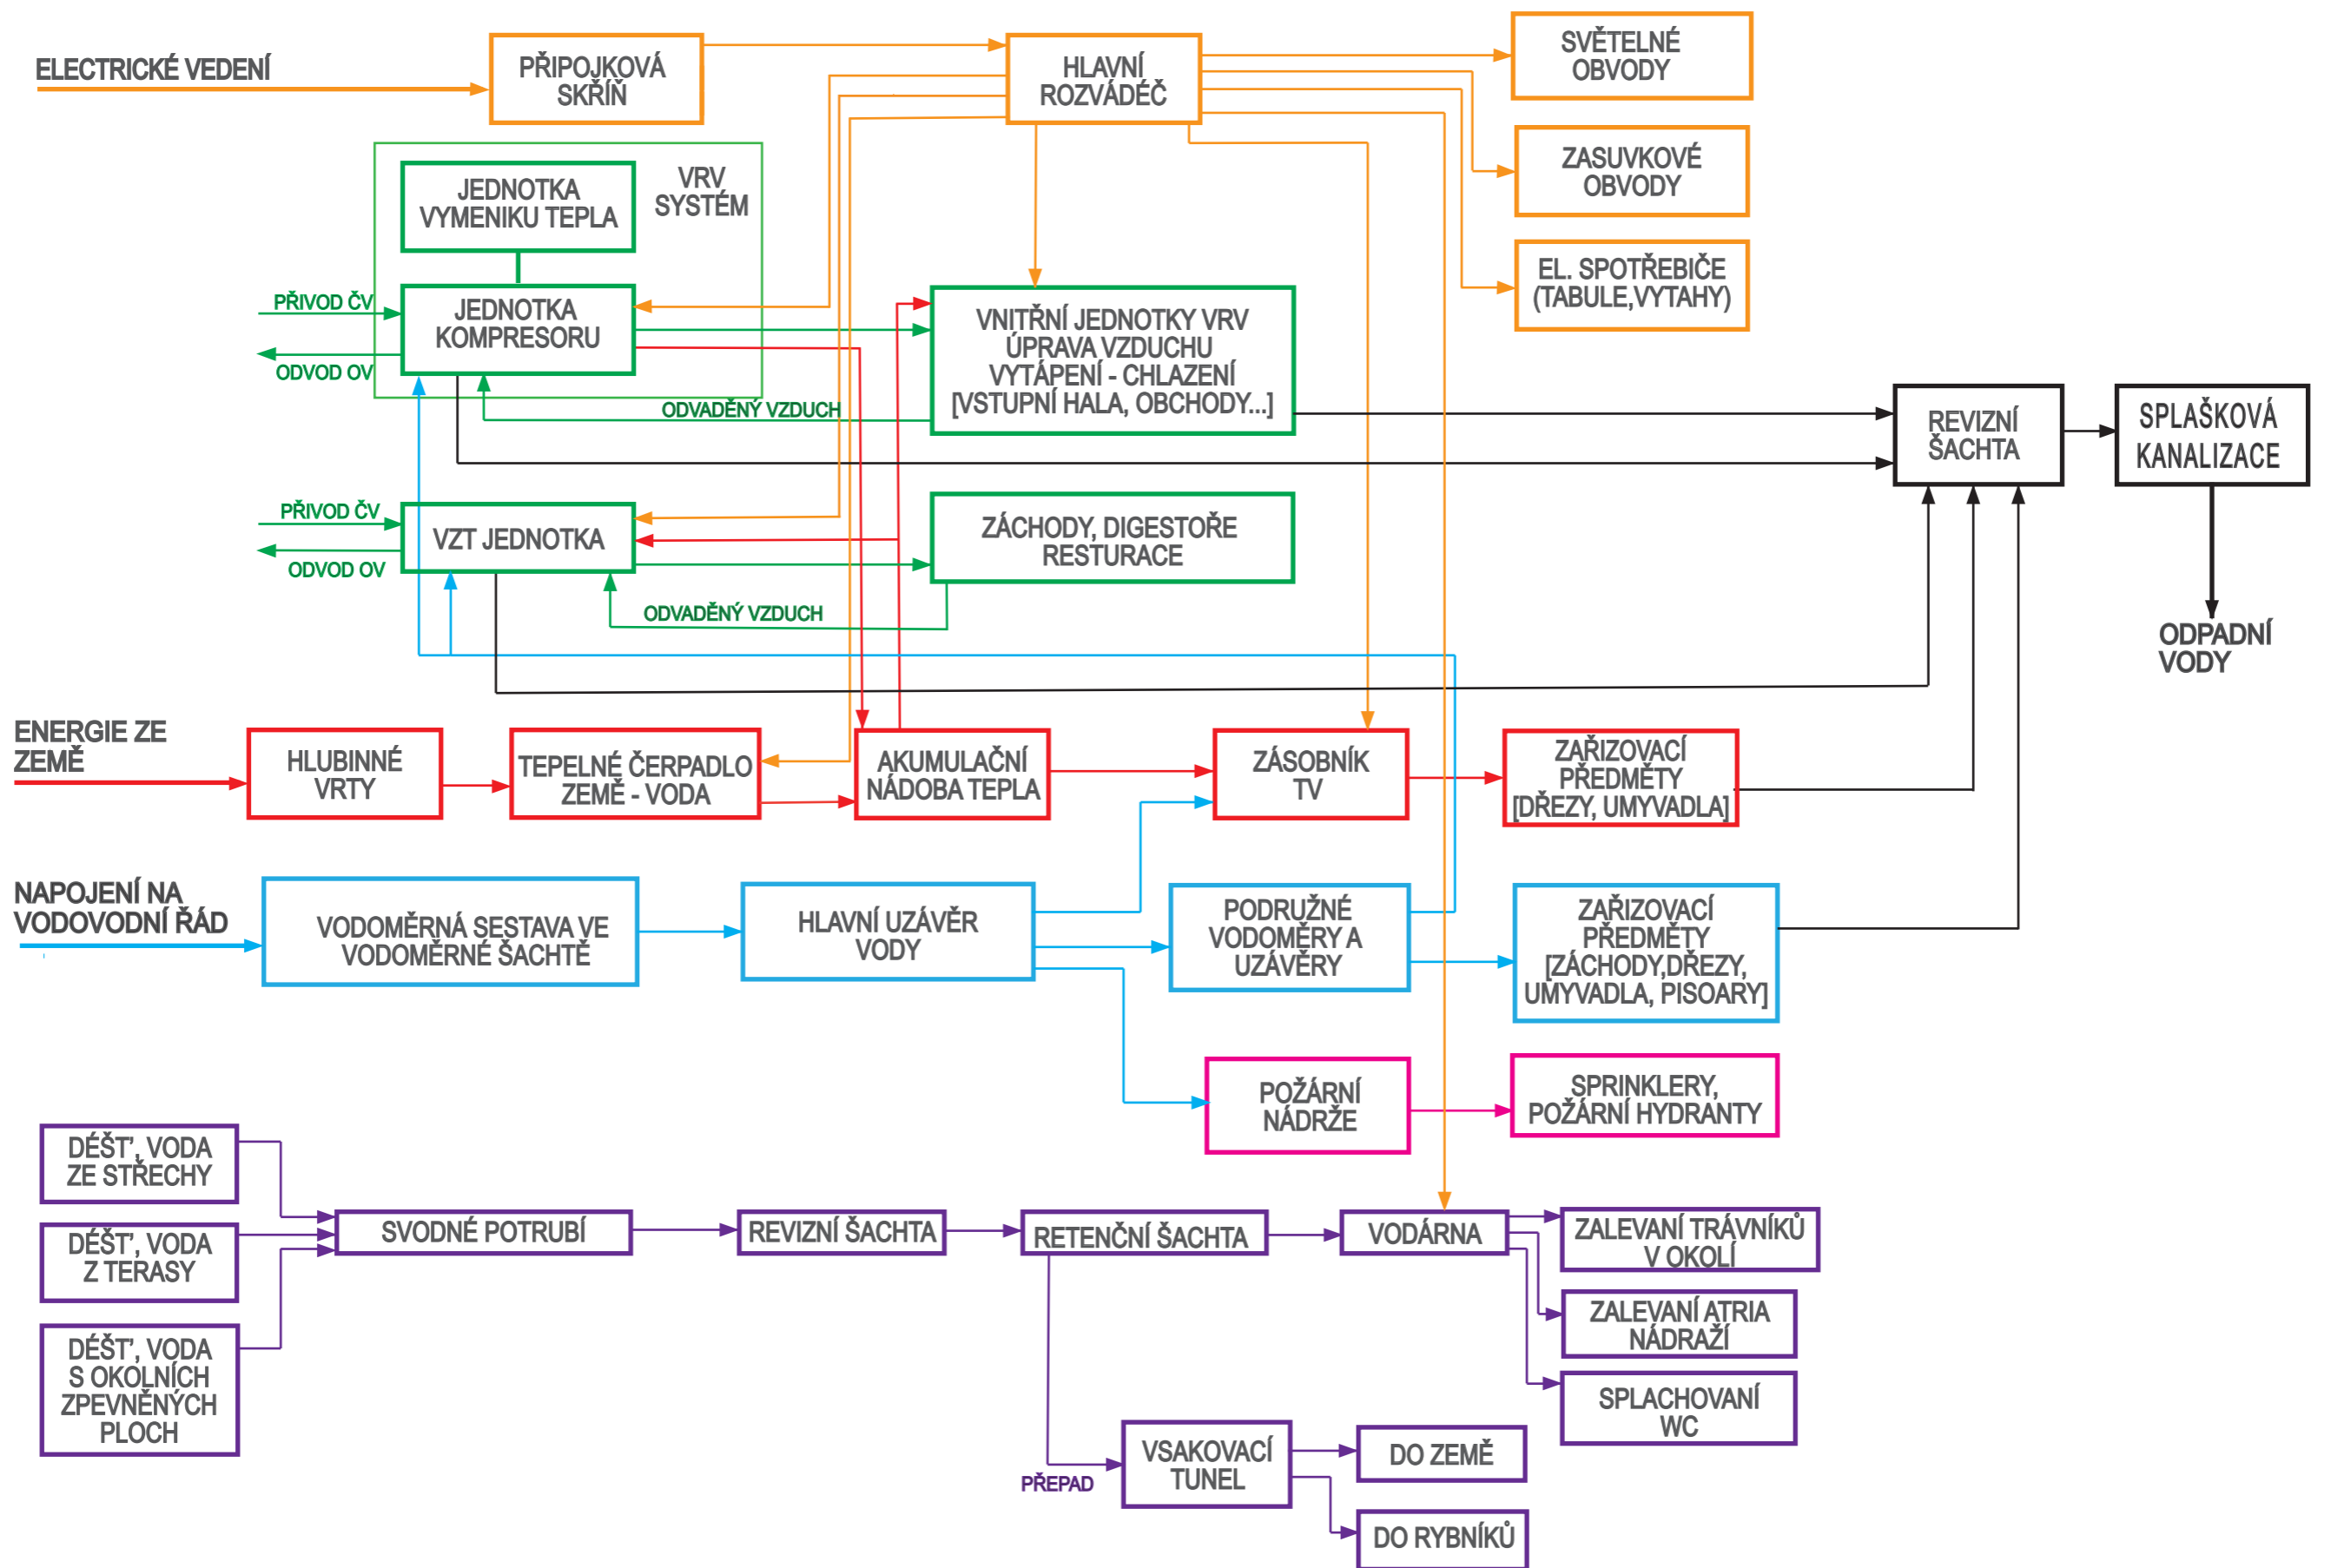 ELECTRICKÉ VEDENÍ
PŘIPOJKOVÁ
SKŘÍŇ
HLAVNÍ
ROZVÁDÉČ
SVĚTELNÉ
OBVODY
ZASUVKOVÉ
OBVODY
EL. SPOTŘEBIČE
(TABULE,VYTAHY)
JEDNOTKA
VYMENIKU TEPLA
VRV
SYSTÉM
PŘIVOD ČV
JEDNOTKA
KOMPRESORU
ODVOD OV
ODVADĚNÝ VZDUCH
VNITŘNÍ JEDNOTKY VRV
ÚPRAVA VZDUCHU
VYTÁPENÍ - CHLAZENÍ
[VSTUPNÍ HALA, OBCHODY...]
REVIZNÍ
ŠACHTA
SPLAŠKOVÁ
KANALIZACE
PŘIVOD ČV
VZT JEDNOTKA
ODVOD OV
ODVADĚNÝ VZDUCH
ZÁCHODY, DIGESTOŘE
RESTURACE
ODPADNÍ
VODY
ENERGIE ZE
ZEMĚ
HLUBINNÉ
VRTY
TEPELNÉ ČERPADLO
ZEMĚ - VODA
AKUMULAČNÍ
NÁDOBA TEPLA
ZÁSOBNÍK
TV
ZAŘIZOVACÍ
PŘEDMĚTY
[DŘEZY, UMYVADLA]
NAPOJENÍ NA
VODOVODNÍ ŘÁD
VODOMĚRNÁ SESTAVA VE
VODOMĚRNÉ ŠACHTĚ
HLAVNÍ UZÁVĚR
VODY
PODRUŽNÉ
VODOMĚRY A
UZÁVĚRY
ZAŘIZOVACÍ
PŘEDMĚTY
[ZÁCHODY,DŘEZY,
UMYVADLA, PISOARY]
POŽÁRNÍ
NÁDRŽE
SPRINKLERY,
POŽÁRNÍ HYDRANTY
DÉŠT', VODA
ZE STŘECHY
DÉŠT', VODA
Z TERASY
DÉŠT', VODA
S OKOLNÍCH
ZPEVNĚNÝCH
PLOCH
SVODNÉ POTRUBÍ
REVIZNÍ ŠACHTA
RETENČNÍ ŠACHTA
VODÁRNA
ZALEVANÍ TRÁVNÍKŮ
V OKOLÍ
ZALEVANÍ ATRIA
NÁDRAŽÍ
SPLACHOVANÍ
WC
PŘEPAD
VSAKOVACÍ
TUNEL
DO ZEMĚ
DO RYBNÍKŮ